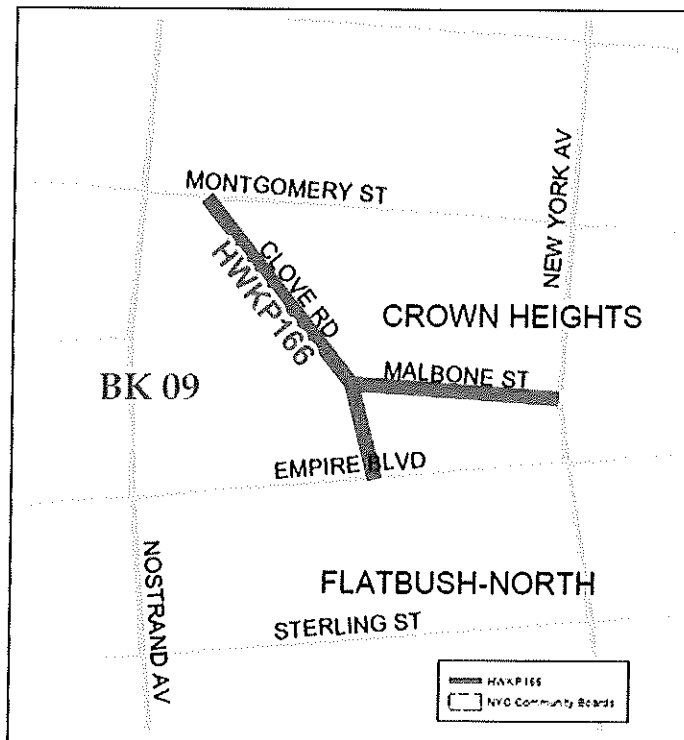 MONTGOMERY ST
NEW YORK AV
CLOVE RD
HWKP166
CROWN HEIGHTS
MALBONE ST
BK 09
EMPIRE BLVD
NOSTRAND AV
FLATBUSH-NORTH
STERLING ST
HWKP166
NYC Community Boards